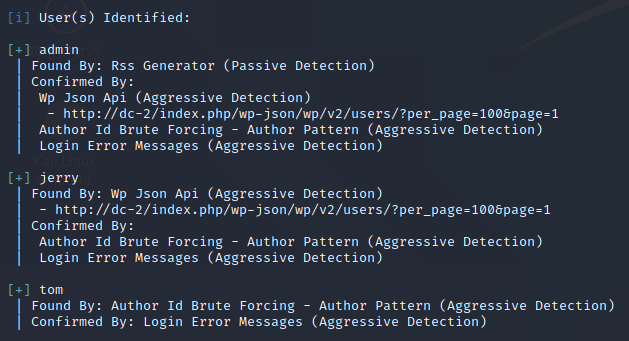 [i] User(s) Identified:
[+] admin
| Found By: Rss Generator (Passive Detection)
| Confirmed By:
| Wp Json Api (Aggressive Detection)
| - http://dc-2/index.php/wp-json/wp/v2/users/?per_page=100&page=1
| Author Id Brute Forcing - Author Pattern (Aggressive Detection)
| Login Error Messages (Aggressive Detection)
[+] jerry
| Found By: Wp Json Api (Aggressive Detection)
| - http://dc-2/index.php/wp-json/wp/v2/users/?per_page=100&page=1
| Confirmed By:
| Author Id Brute Forcing - Author Pattern (Aggressive Detection)
| Login Error Messages (Aggressive Detection)
[+] tom
| Found By: Author Id Brute Forcing - Author Pattern (Aggressive Detection)
| Confirmed By: Login Error Messages (Aggressive Detection)